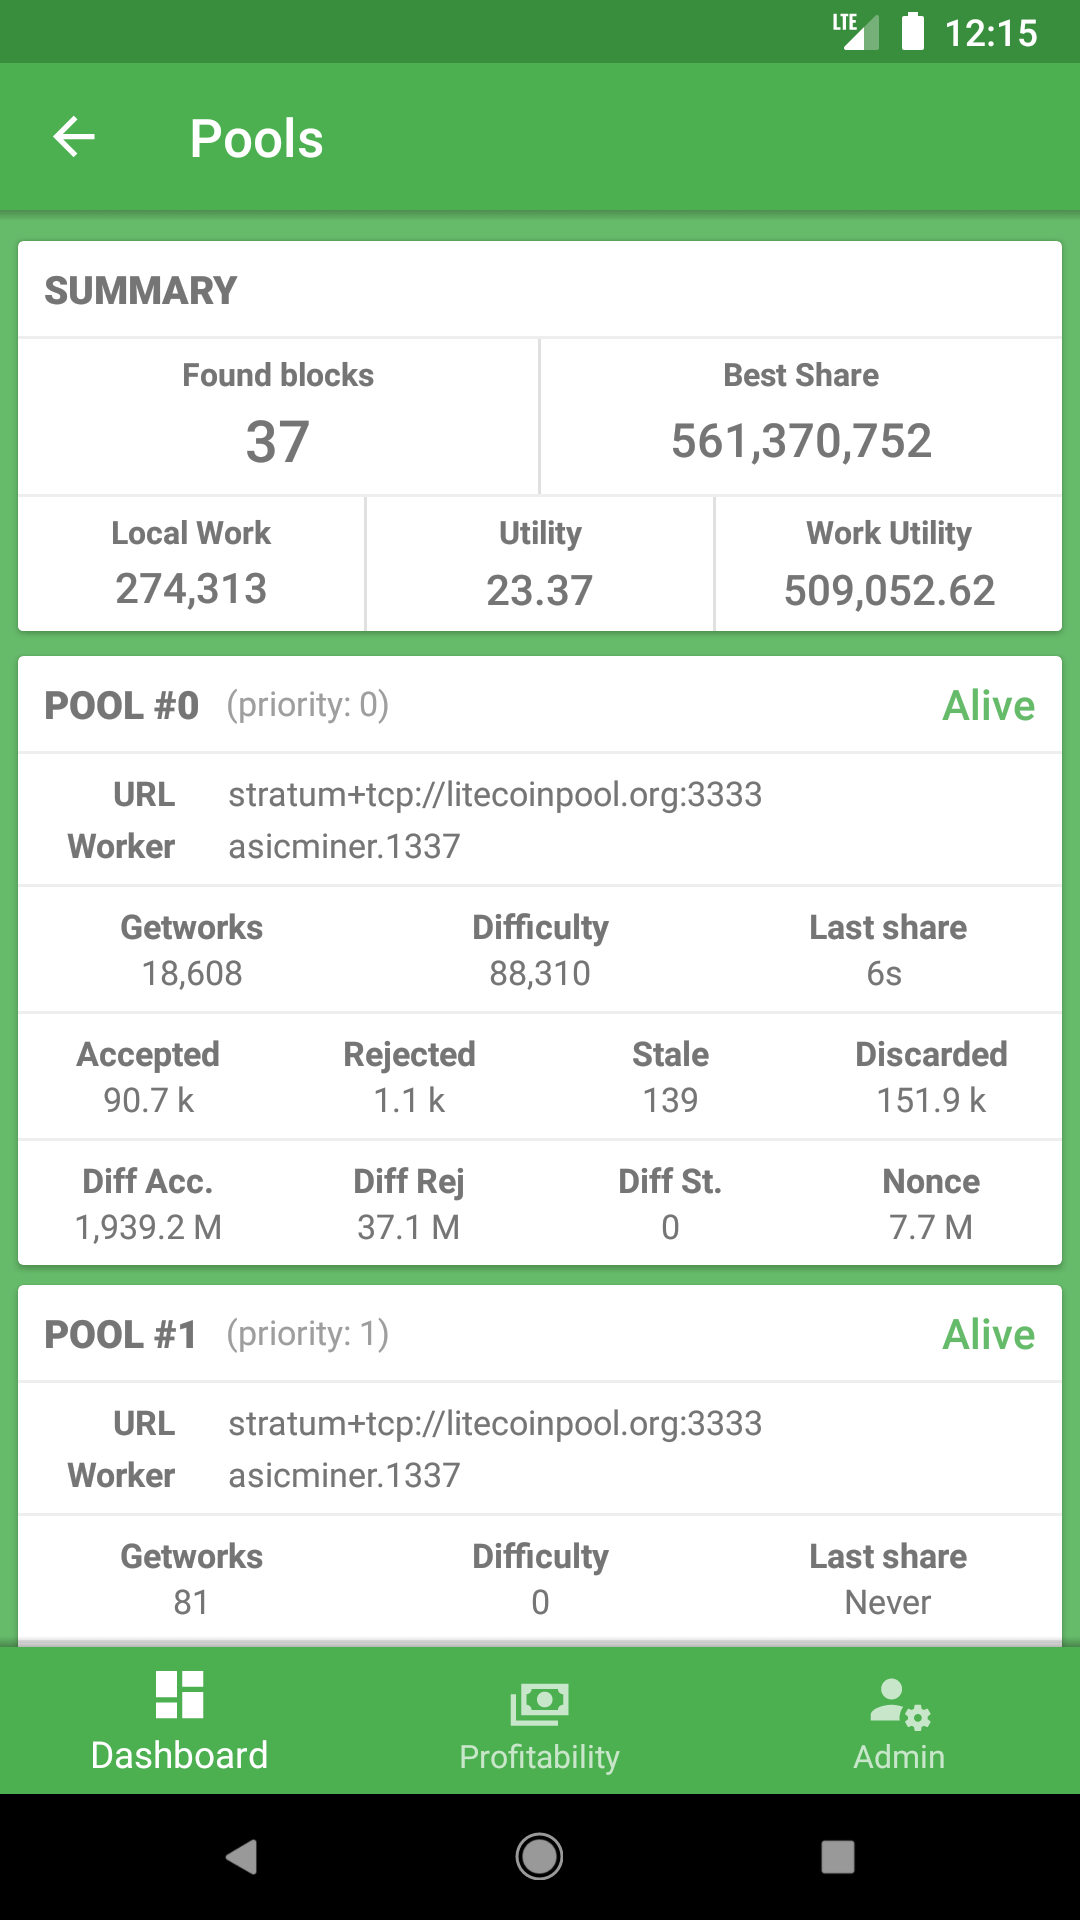 LTE 12:15
Pools
SUMMARY
Found blocks Best Share
37 561,370,752
Local Work Utility Work Utility
274,313 23.37 509,052.62
POOL #0 (priority: 0) Alive
URL stratum+tcp://litecoinpool.org:3333
Worker asicminer.1337
Getworks Difficulty Last share
18,608 88,310 6s
Accepted Rejected Stale Discarded
90.7 k 1.1 k 139 151.9 k
Diff Acc. Diff Rej Diff St. Nonce
1,939.2 M 37.1 M 0 7.7 M
POOL #1 (priority: 1) Alive
URL stratum+tcp://litecoinpool.org:3333
Worker asicminer.1337
Getworks Difficulty Last share
81 0 Never
Dashboard Profitability Admin